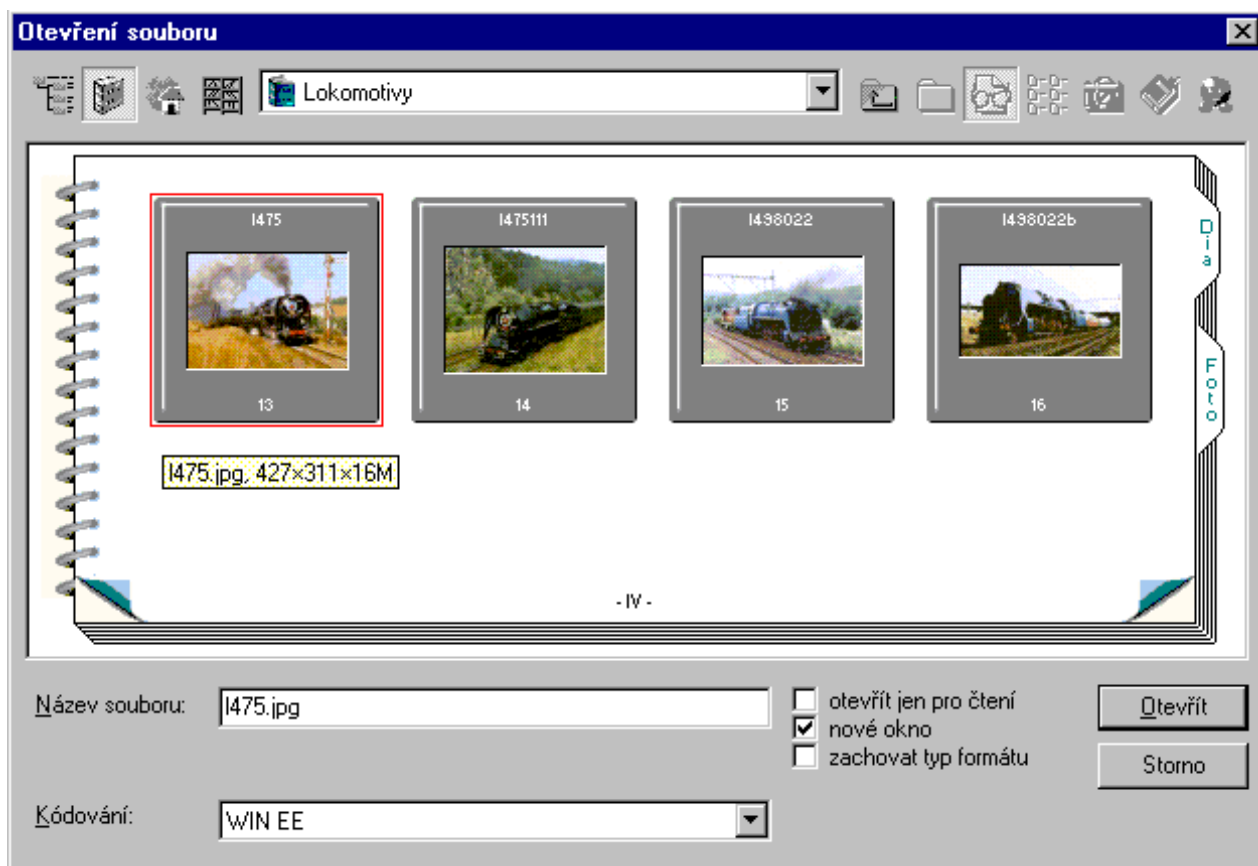 Otevření souboru
Lokomotivy
l475
l475111
l498022
l498022b
13
14
15
16
Dia
Foto
l475.jpg, 427×311×16M
- IV -
Název souboru:
l475.jpg
otevřít jen pro čtení
nové okno
zachovat typ formátu
Otevřít
Storno
Kódování:
WIN EE